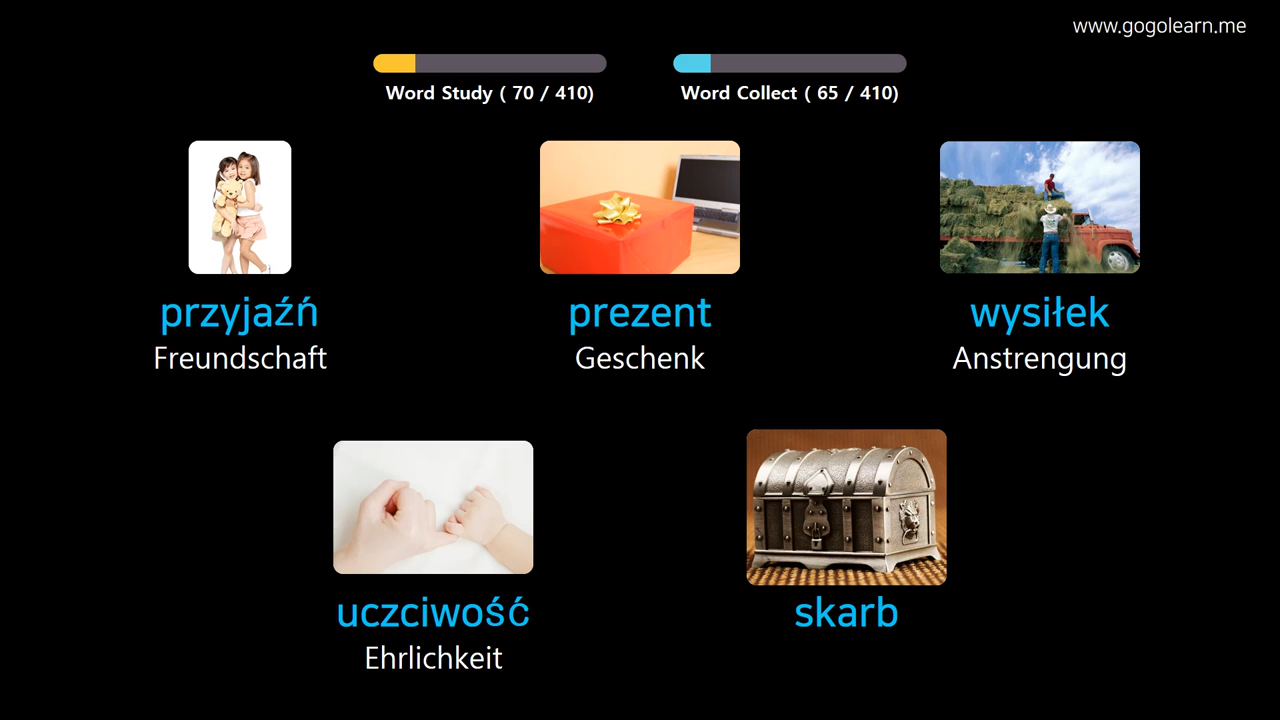 www.gogolearn.me
Word Study ( 70 / 410)
Word Collect ( 65 / 410)
przyjaźń
Freundschaft
prezent
Geschenk
wysiłek
Anstrengung
uczciwość
Ehrlichkeit
skarb